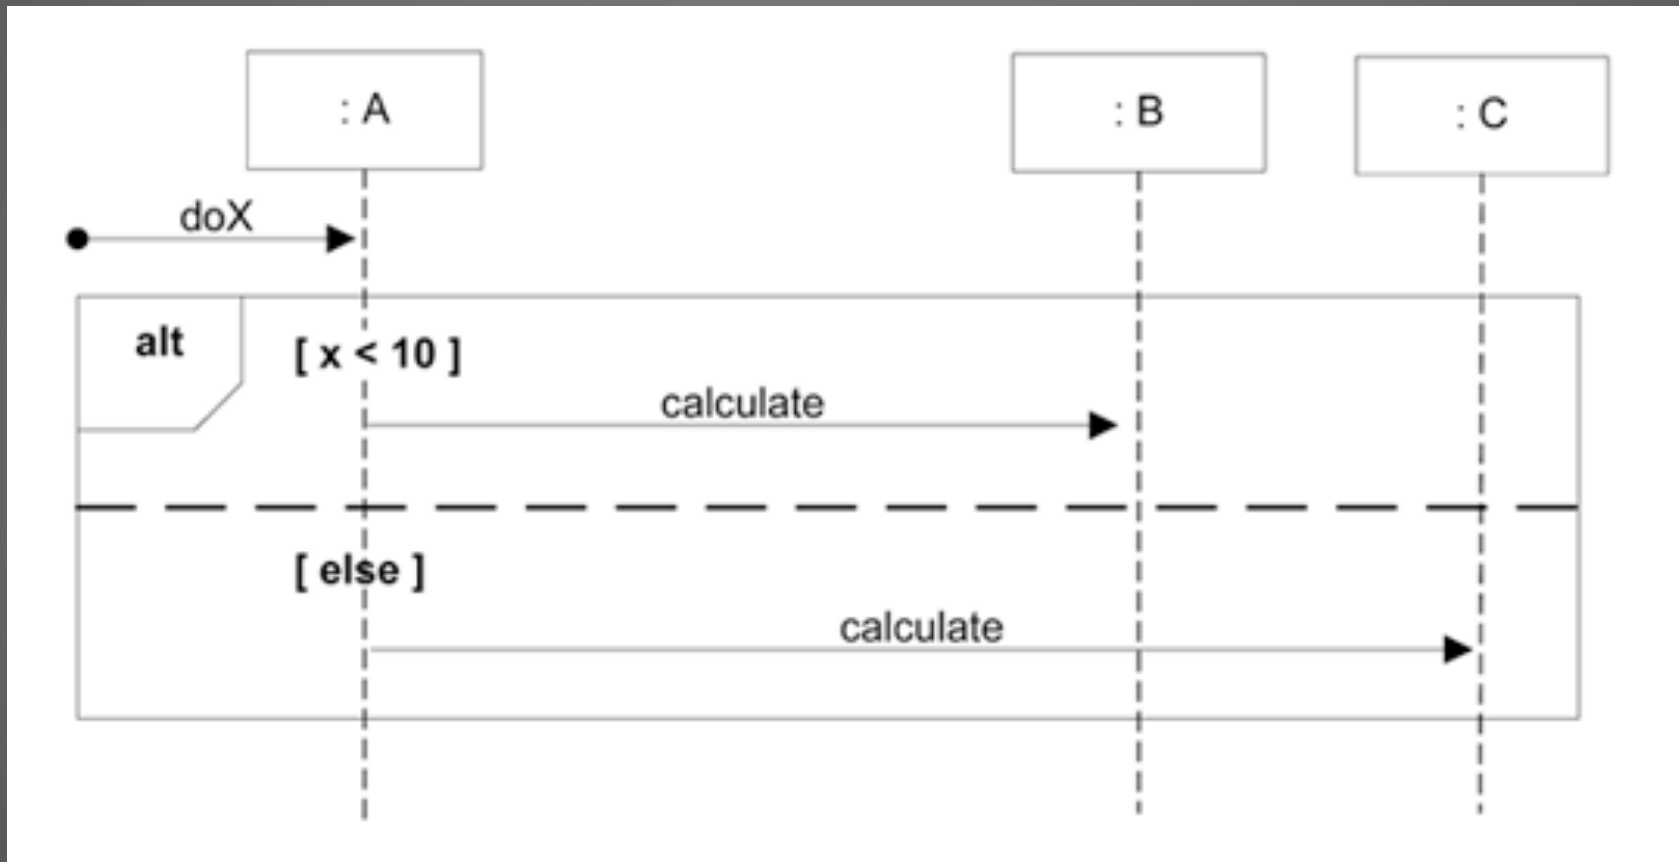 : A
: B
: C
doX
alt
[ x < 10 ]
calculate
[ else ]
calculate